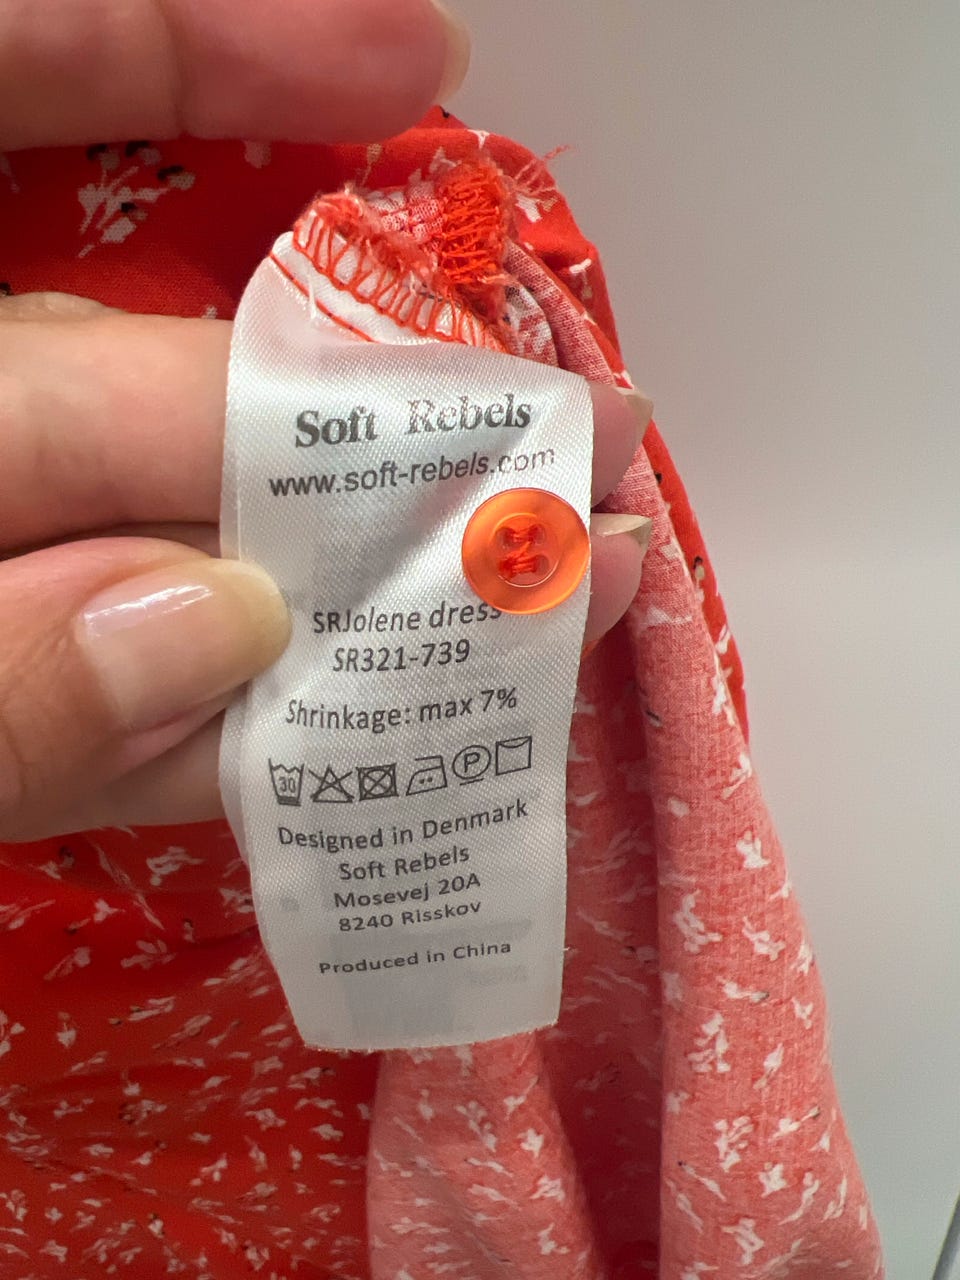 Soft Rebels
www.soft-rebels.com
SRJolene dress
SR321-739
Shrinkage: max 7%
30 P
Designed in Denmark
Soft Rebels
Mosevej 20A
8240 Risskov
Produced in China